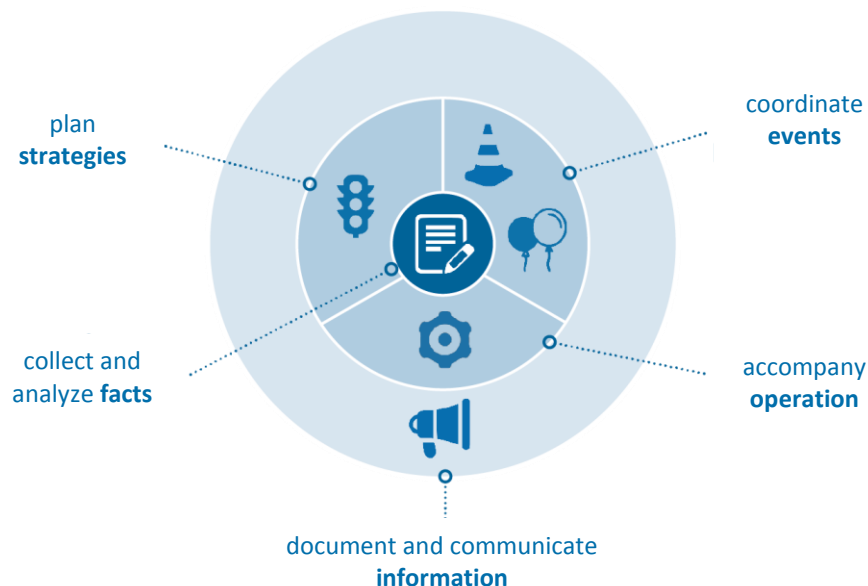 plan
strategies
coordinate
events
collect and
analyze facts
accompany
operation
document and communicate
information